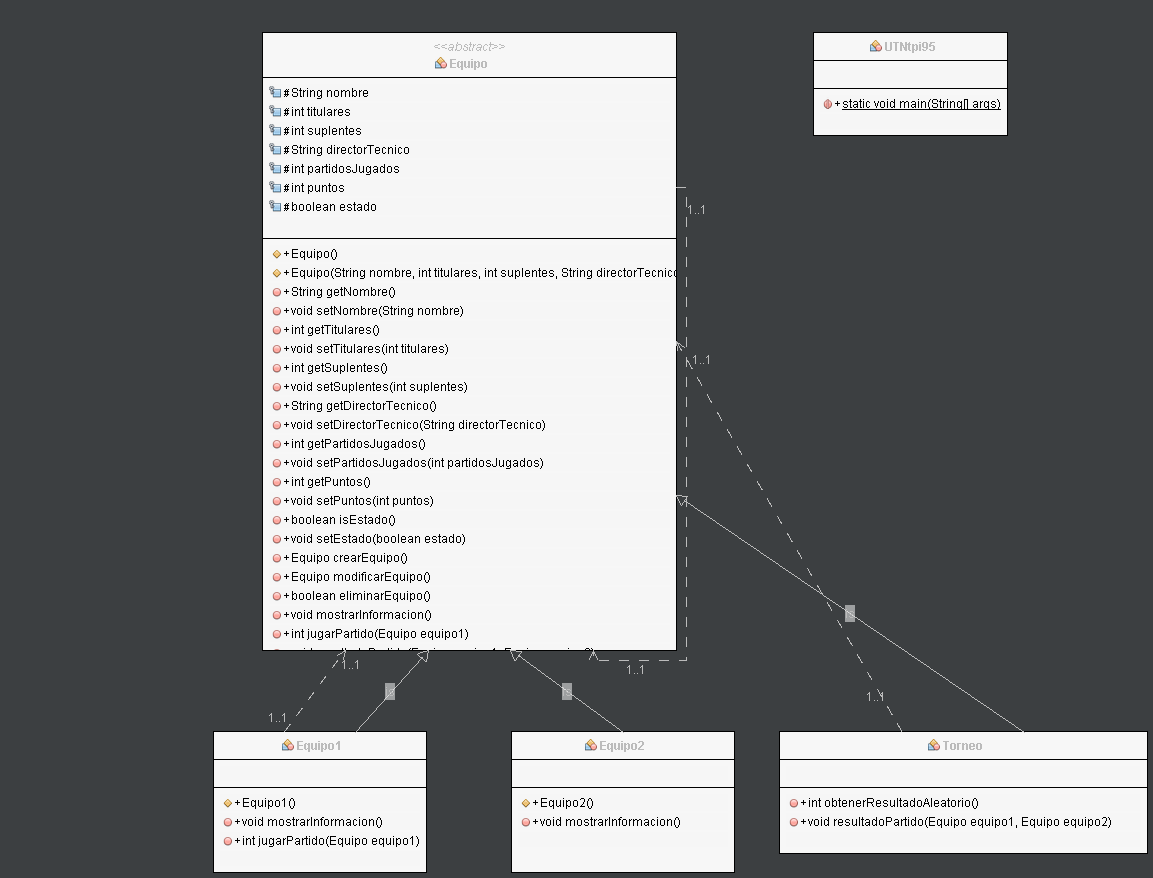 <<abstract>>
Equipo
#String nombre
#int titulares
#int suplentes
#String directorTecnico
#int partidosJugados
#int puntos
#boolean estado
+Equipo()
+Equipo(String nombre, int titulares, int suplentes, String directorTecnico
+String getNombre()
+void setNombre(String nombre)
+int getTitulares()
+void setTitulares(int titulares)
+int getSuplentes()
+void setSuplentes(int suplentes)
+String getDirectorTecnico()
+void setDirectorTecnico(String directorTecnico)
+int getPartidosJugados()
+void setPartidosJugados(int partidosJugados)
+int getPuntos()
+void setPuntos(int puntos)
+boolean isEstado()
+void setEstado(boolean estado)
+Equipo crearEquipo()
+Equipo modificarEquipo()
+boolean eliminarEquipo()
+void mostrarInformacion()
+int jugarPartido(Equipo equipo1)
UTNtpi95
+static void main(String[] args)
1..1
1..1
1..1
1..1
1..1
1..1
Equipo1
+Equipo1()
+void mostrarInformacion()
+int jugarPartido(Equipo equipo1)
Equipo2
+Equipo2()
+void mostrarInformacion()
Torneo
+int obtenerResultadoAleatorio()
+void resultadoPartido(Equipo equipo1, Equipo equipo2)